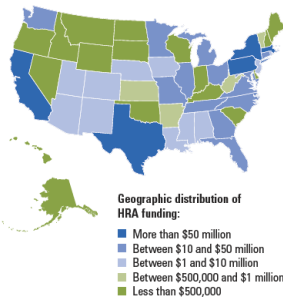 Geographic distribution of
HRA funding:
More than $50 million
Between $10 and $50 million
Between $1 and $10 million
Between $500,000 and $1 million
Less than $500,000